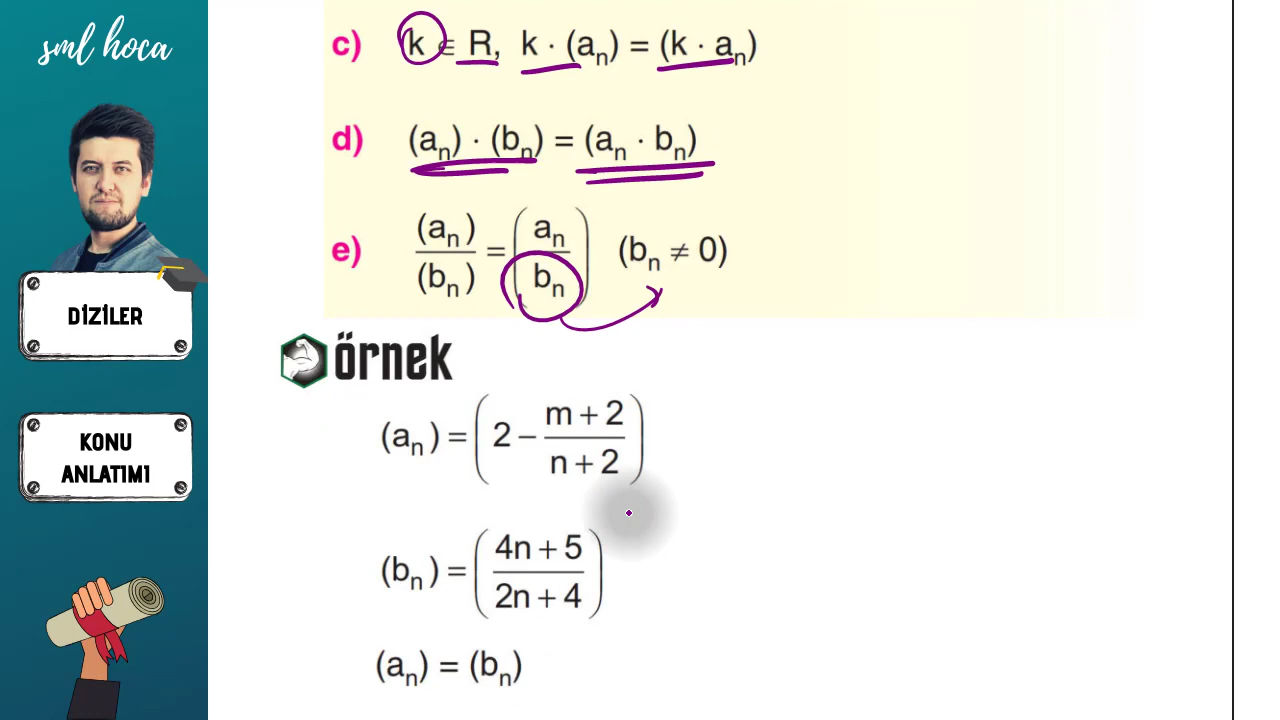 sml hoca
DİZİLER
KONU
ANLATIMI
c) k ∈ R, k · (aₙ) = (k · aₙ)
d) (aₙ) · (bₙ) = (aₙ · bₙ)
e) (aₙ)/(bₙ) = (aₙ/bₙ) (bₙ ≠ 0)
örnek
(aₙ) = (2 − (m + 2)/(n + 2))
(bₙ) = ((4n + 5)/(2n + 4))
(aₙ) = (bₙ)